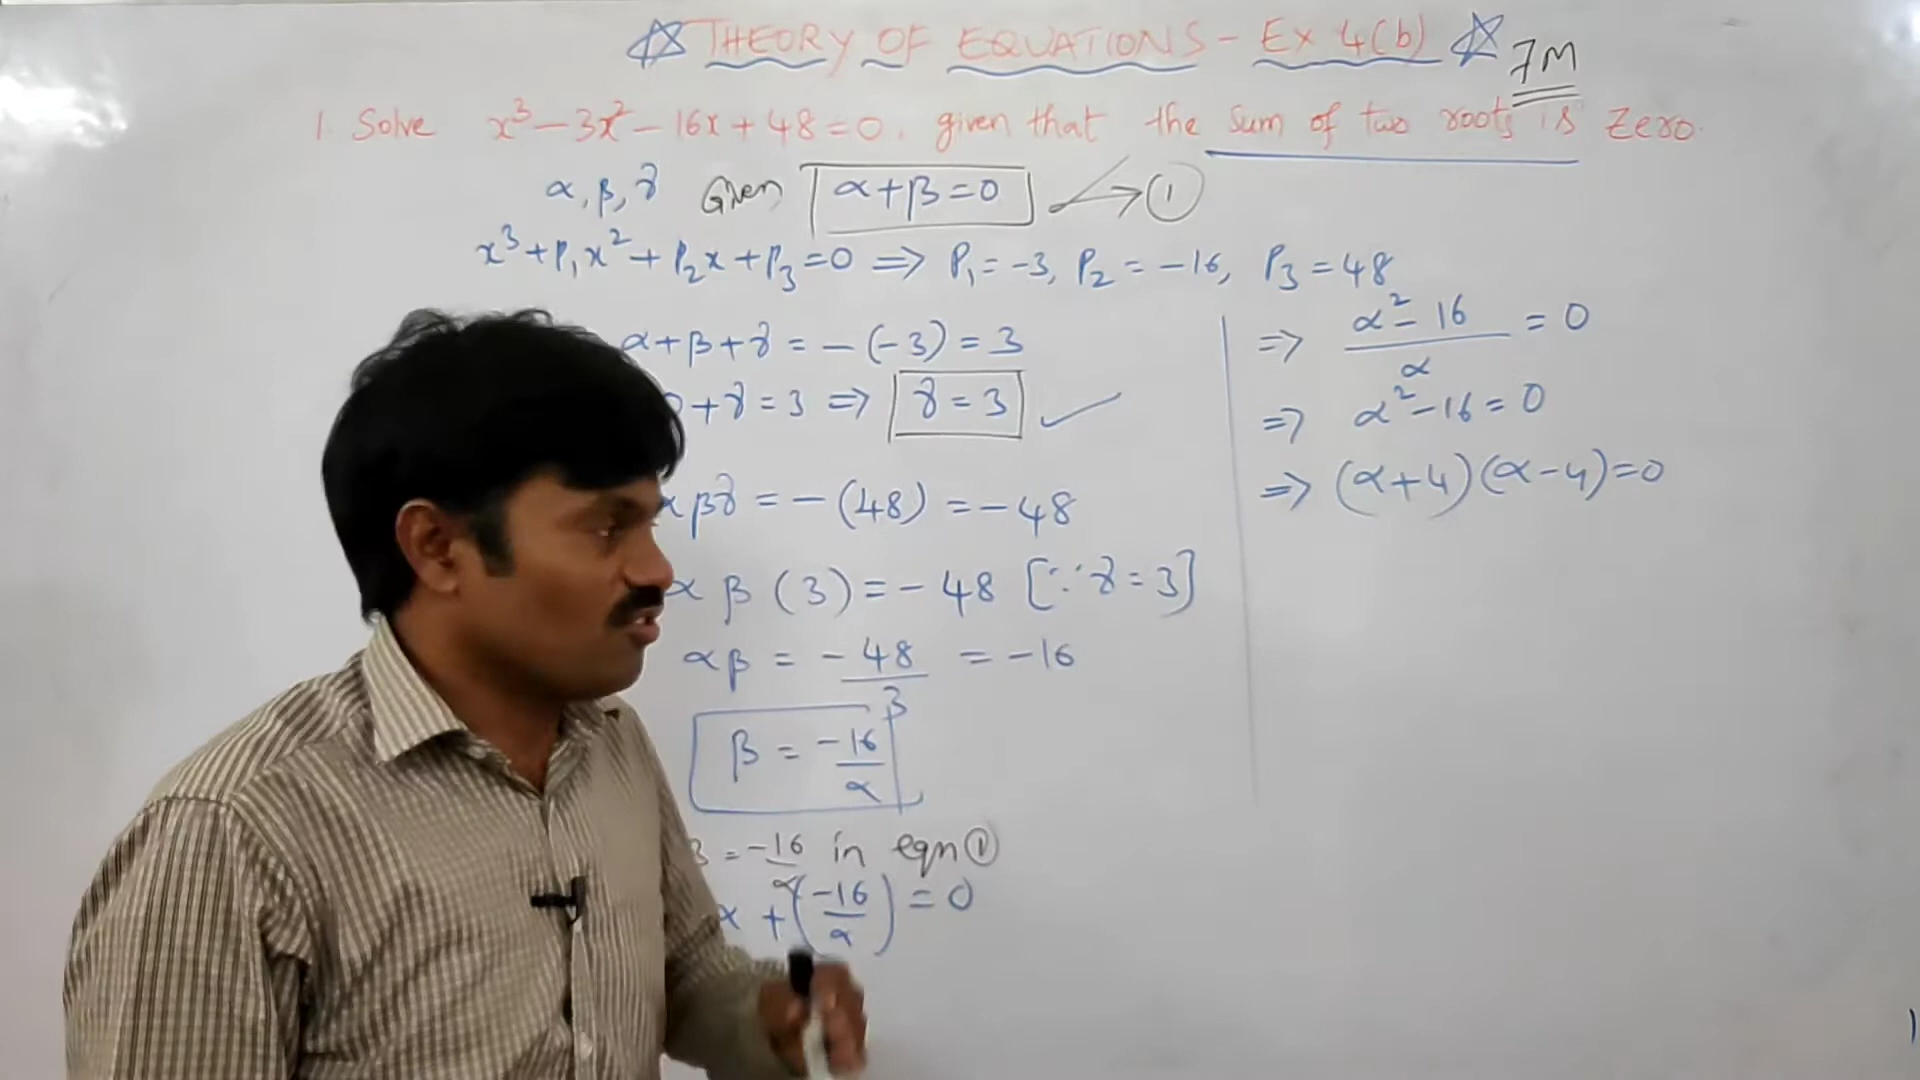 THEORY OF EQUATIONS - EX 4(b)
7M
1. Solve x³-3x²-16x+48=0. given that the sum of two roots is zero.
α, β, γ Given α+β=0 → ①
x³+P₁x²+P₂x+P₃=0 ⇒ P₁=-3, P₂=-16, P₃=48
α+β+γ = -(-3) = 3
0+γ=3 ⇒ γ=3 ✓
αβγ = -(48) = -48
αβ(3) = -48 [∵ γ=3]
αβ = -48/3 = -16
β = -16/α
β = -16/α in eqn ①
α + (-16/α) = 0
⇒ α²-16/α = 0
⇒ α²-16=0
⇒ (α+4)(α-4)=0